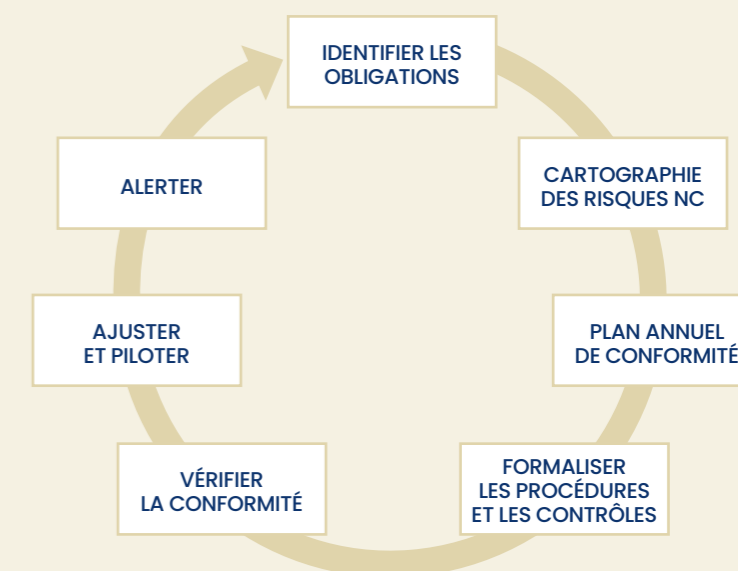 IDENTIFIER LES
OBLIGATIONS
CARTOGRAPHIE
DES RISQUES NC
PLAN ANNUEL
DE CONFORMITÉ
FORMALISER
LES PROCÉDURES
ET LES CONTRÔLES
VÉRIFIER
LA CONFORMITÉ
AJUSTER
ET PILOTER
ALERTER